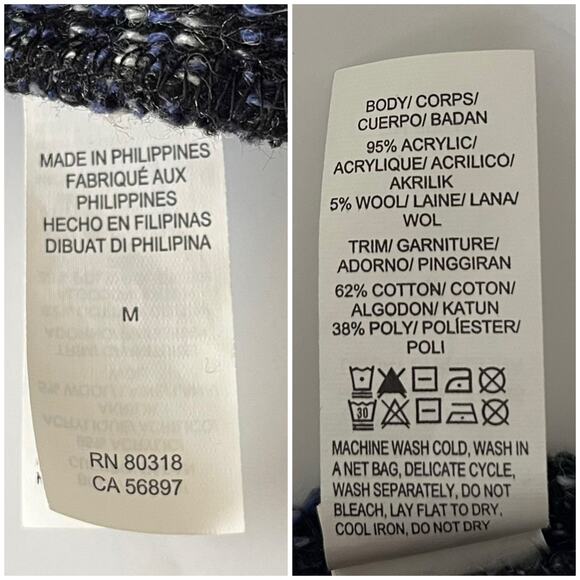 MADE IN PHILIPPINES
FABRIQUÉ AUX
PHILIPPINES
HECHO EN FILIPINAS
DIBUAT DI PHILIPINA
M
RN 80318
CA 56897
BODY/ CORPS/
CUERPO/ BADAN
95% ACRYLIC/
ACRYLIQUE/ ACRILICO/
AKRILIK
5% WOOL/ LAINE/ LANA/
WOL
TRIM/ GARNITURE/
ADORNO/ PINGGIRAN
62% COTTON/ COTON/
ALGODON/ KATUN
38% POLY/ POLÍESTER/
POLI
30
MACHINE WASH COLD, WASH IN
A NET BAG, DELICATE CYCLE,
WASH SEPARATELY, DO NOT
BLEACH, LAY FLAT TO DRY,
COOL IRON, DO NOT DRY